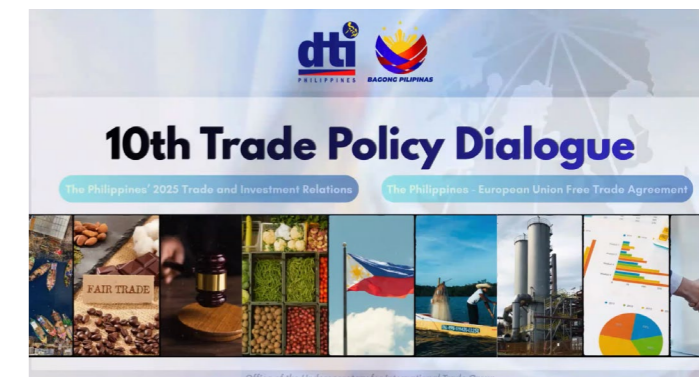 dti
PHILIPPINES
BAGONG PILIPINAS
10th Trade Policy Dialogue
The Philippines' 2025 Trade and Investment Relations
The Philippines - European Union Free Trade Agreement
FAIR TRADE